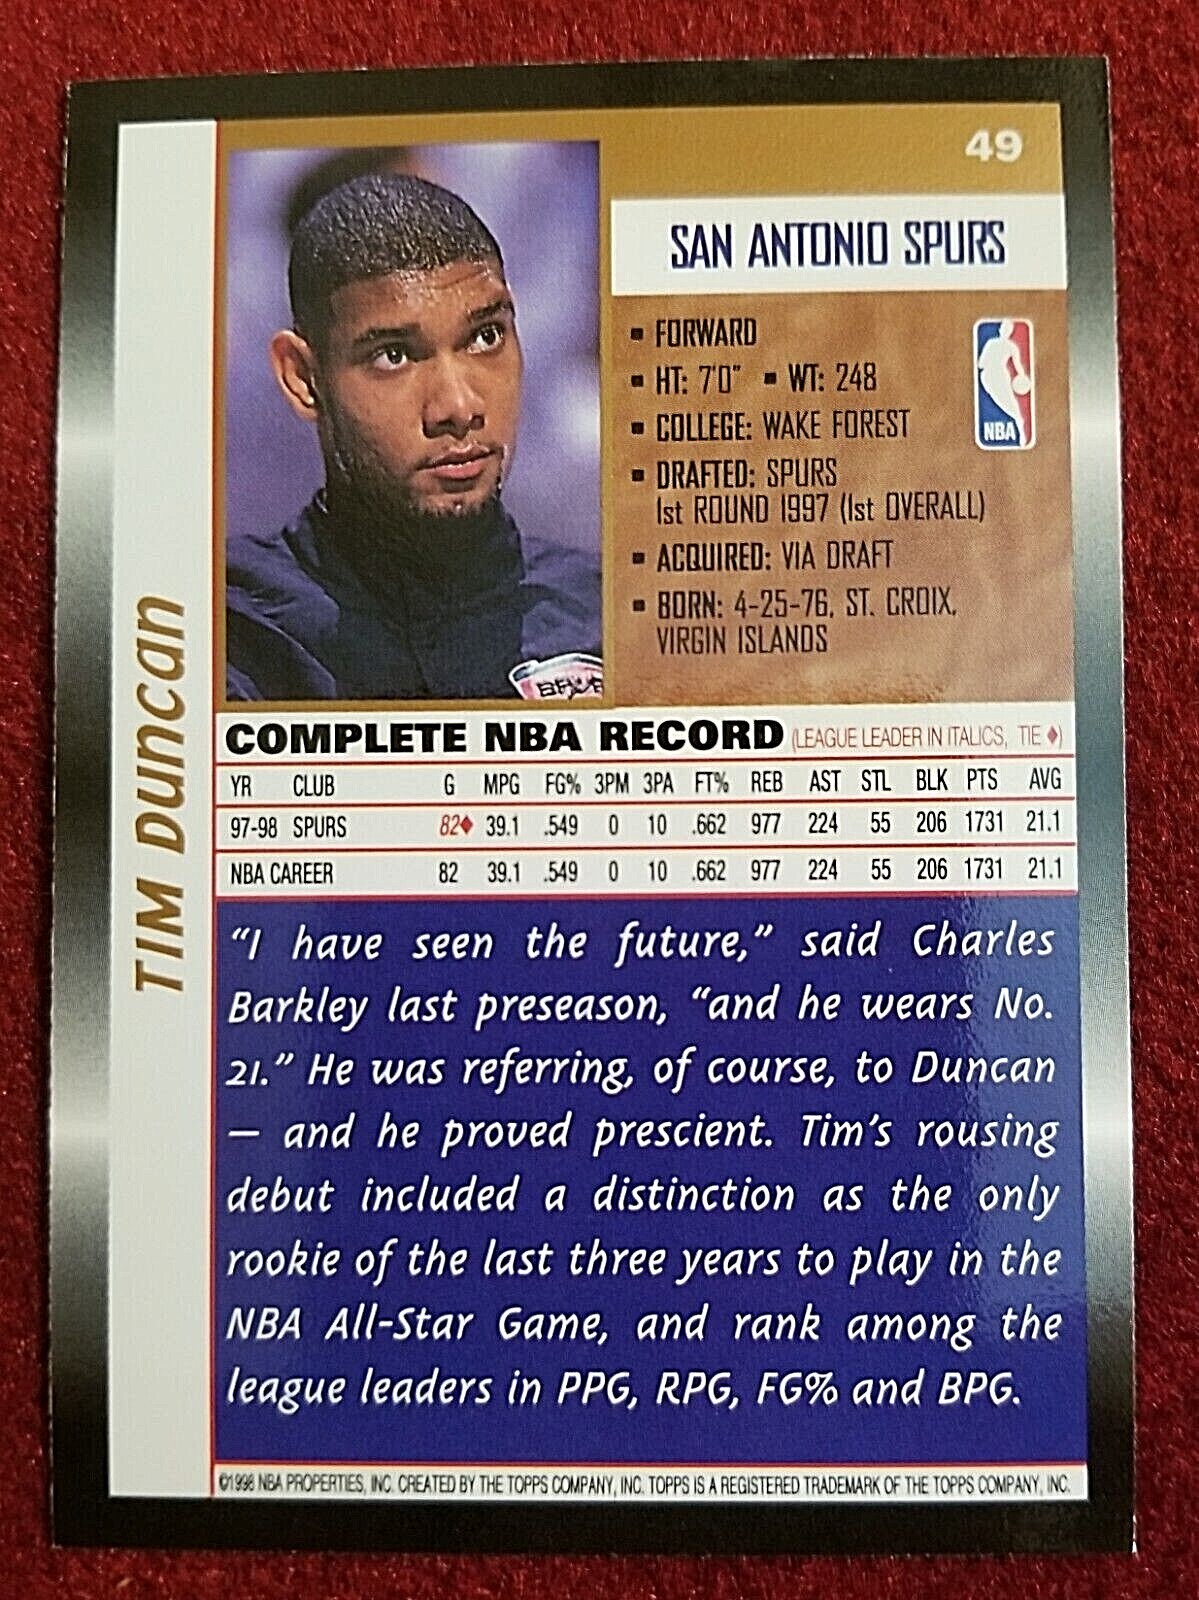 49
SAN ANTONIO SPURS
▪ FORWARD
▪ HT: 7'0" ▪ WT: 248
▪ COLLEGE: WAKE FOREST
▪ DRAFTED: SPURS
1st ROUND 1997 (1st OVERALL)
▪ ACQUIRED: VIA DRAFT
▪ BORN: 4-25-76, ST. CROIX,
VIRGIN ISLANDS
NBA
TIM DUNCAN
COMPLETE NBA RECORD (LEAGUE LEADER IN ITALICS, TIE ♦)
YR CLUB G MPG FG% 3PM 3PA FT% REB AST STL BLK PTS AVG
97-98 SPURS 82♦ 39.1 .549 0 10 .662 977 224 55 206 1731 21.1
NBA CAREER 82 39.1 .549 0 10 .662 977 224 55 206 1731 21.1
“I have seen the future,” said Charles
Barkley last preseason, “and he wears No.
21.” He was referring, of course, to Duncan
— and he proved prescient. Tim’s rousing
debut included a distinction as the only
rookie of the last three years to play in the
NBA All-Star Game, and rank among the
league leaders in PPG, RPG, FG% and BPG.
©1998 NBA PROPERTIES, INC. CREATED BY THE TOPPS COMPANY, INC. TOPPS IS A REGISTERED TRADEMARK OF THE TOPPS COMPANY, INC.